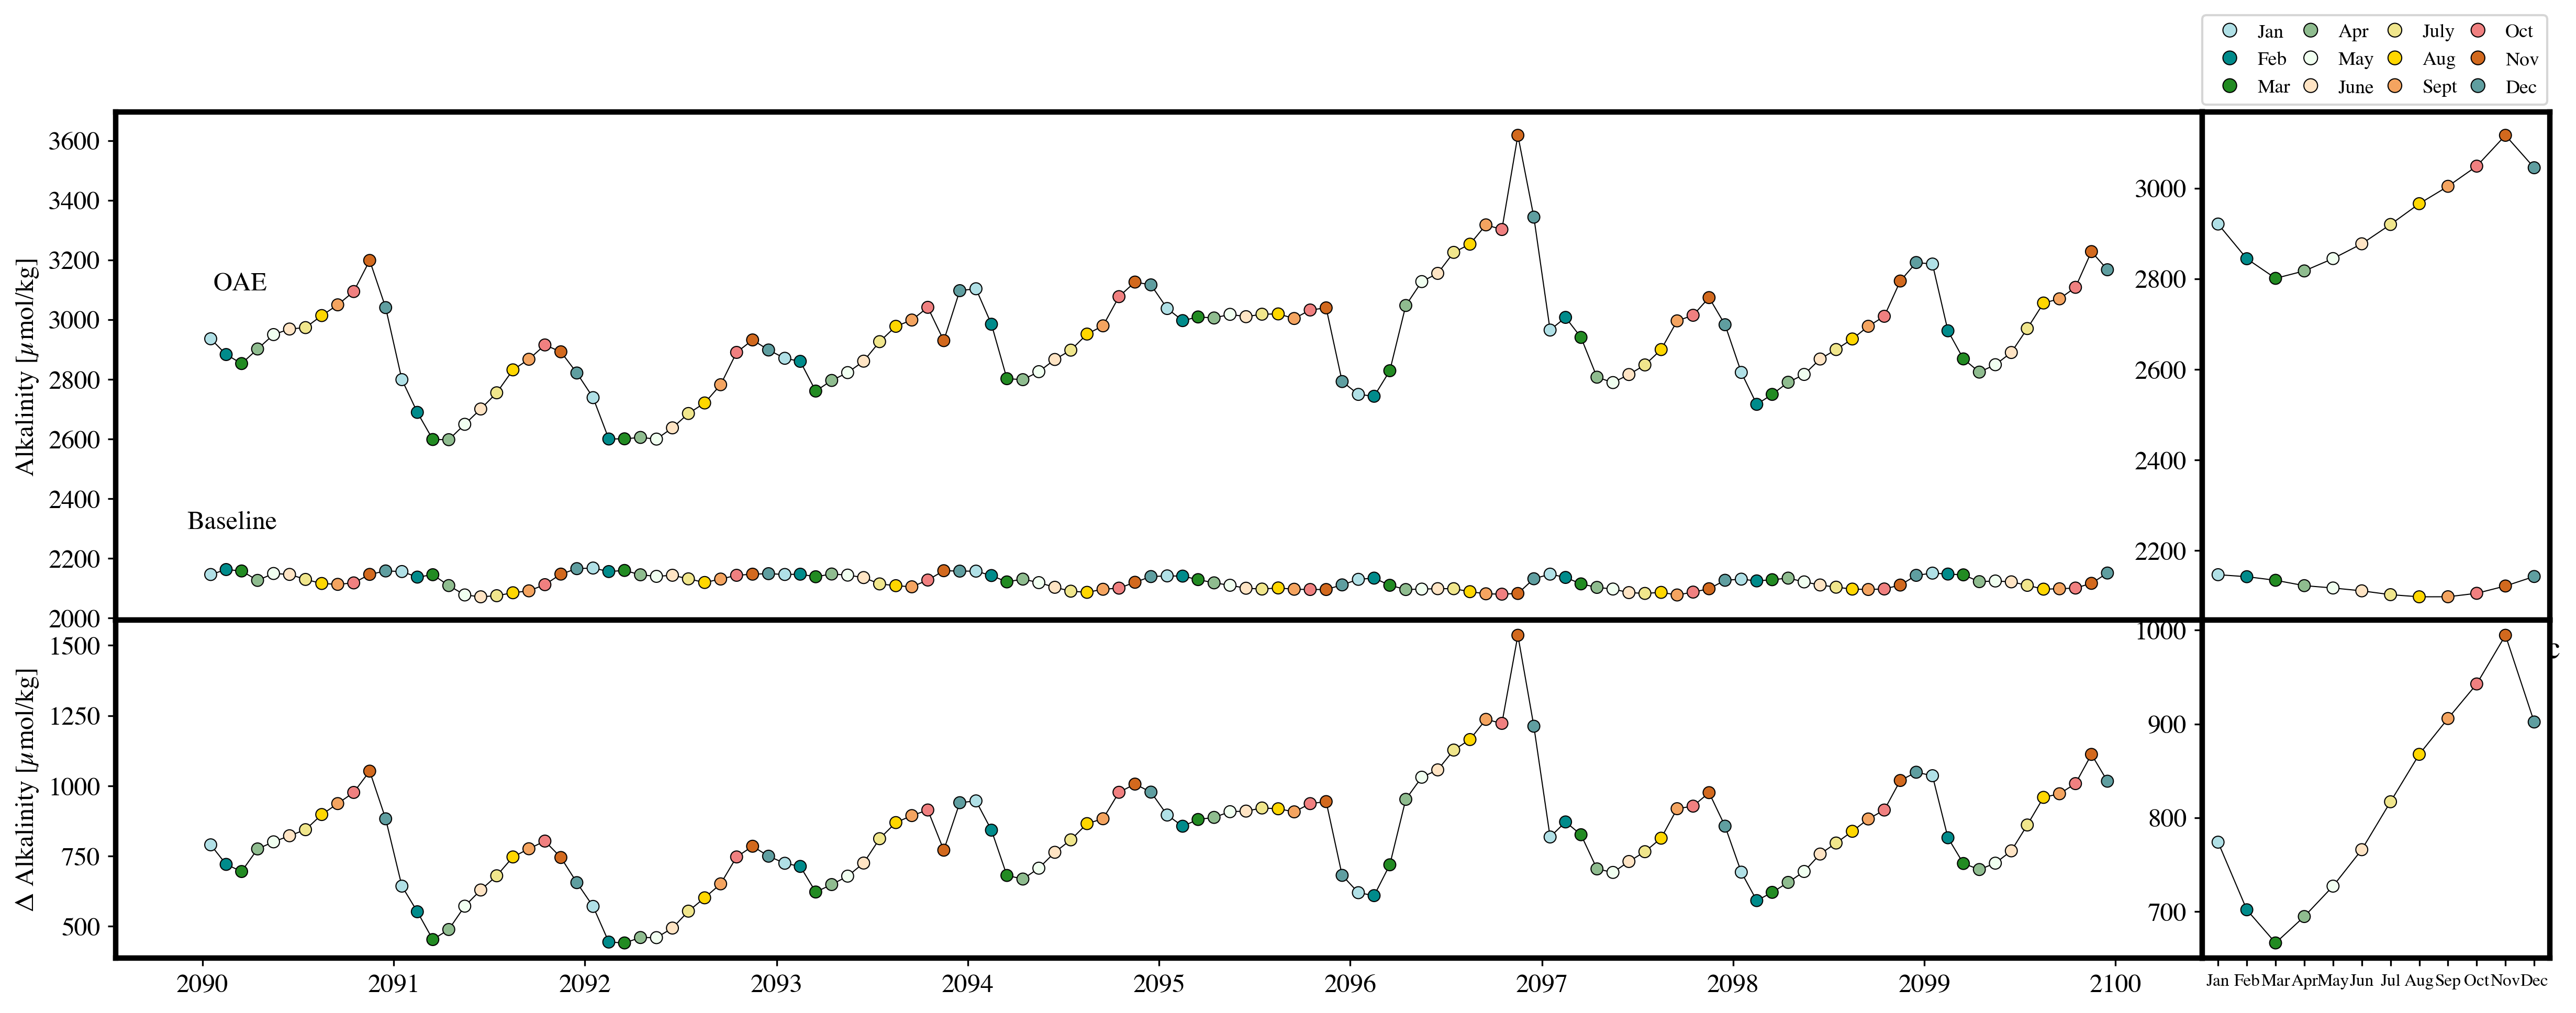 Jan Apr July Oct
Feb May Aug Nov
Mar June Sept Dec
3600
3400
3200
3000
2800
2600
2400
2200
2000
Alkalinity [µmol/kg]
OAE
Baseline
3000
2800
2600
2400
2200
1500
1250
1000
750
500
Δ Alkalinity [µmol/kg]
1000
900
800
700
c
2090 2091 2092 2093 2094 2095 2096 2097 2098 2099 2100
Jan Feb Mar Apr May Jun Jul Aug Sep Oct Nov Dec